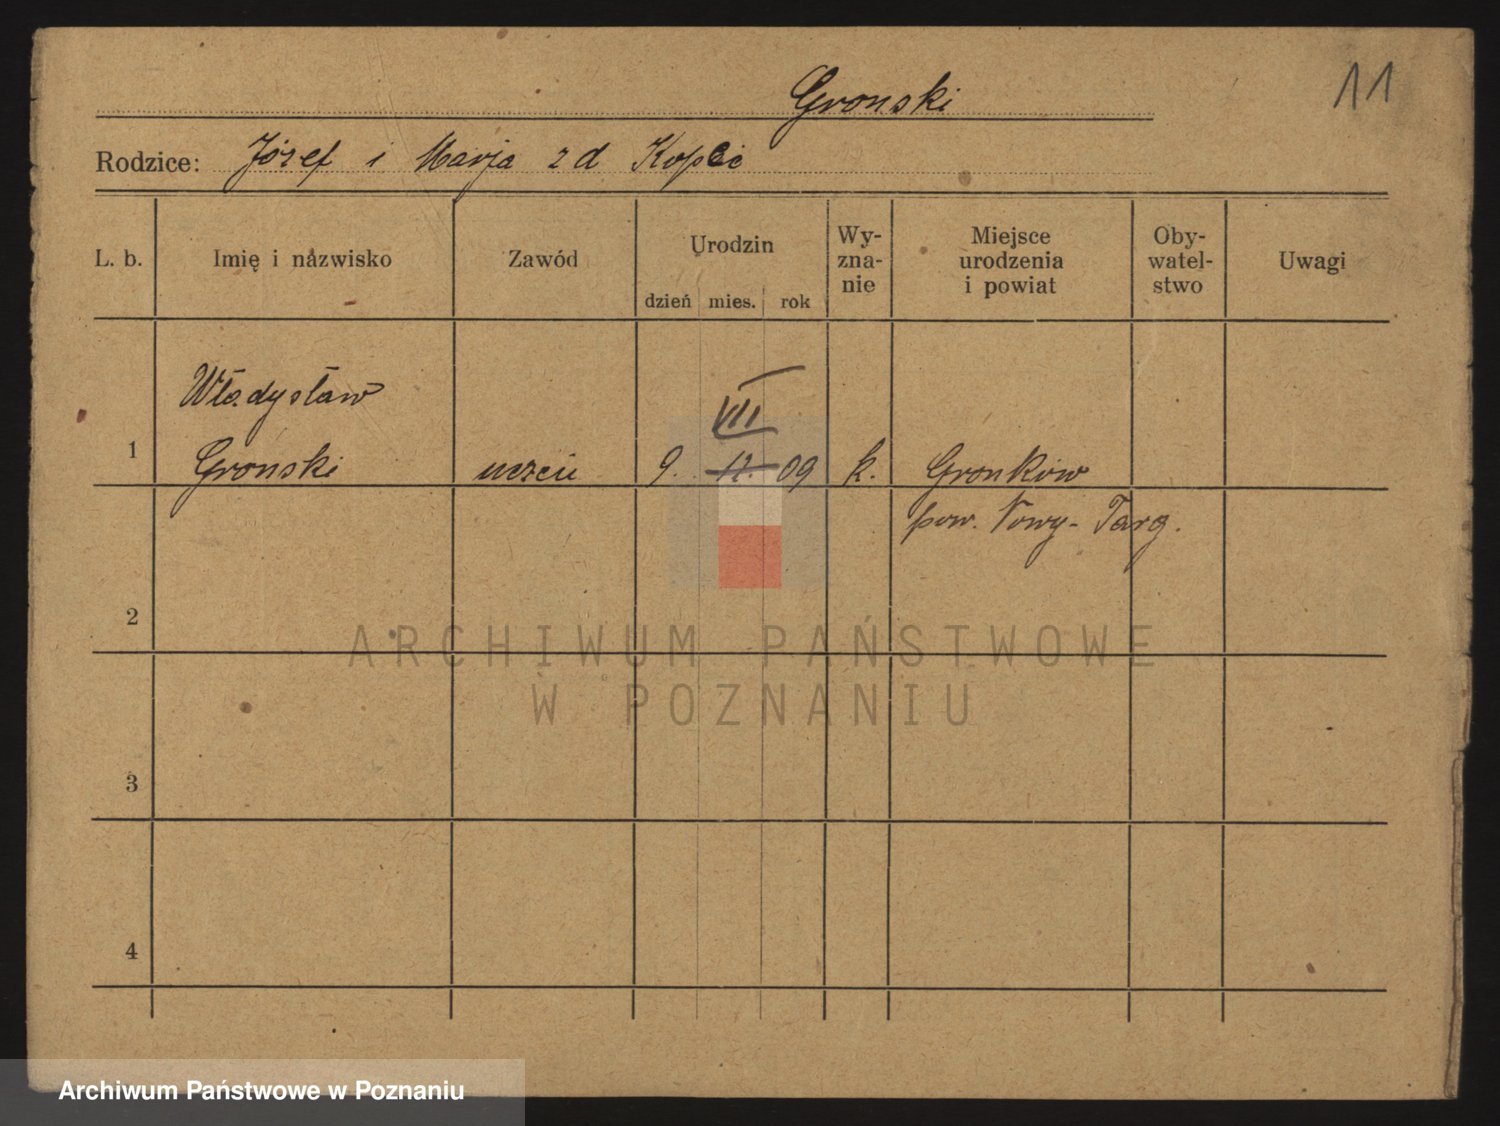 Gronski
11
Rodzice: Józef i Marja z d Kopeć
L. b.
Imię i nazwisko
Zawód
Urodzin
dzień mies. rok
Wy-
zna-
nie
Miejsce
urodzenia
i powiat
Oby-
watel-
stwo
Uwagi
1
Władysław
Gronski
uczeń
9.
VII
12.
09
k.
Gronków
pow. Nowy-Targ.
2
3
4
ARCHIWUM PAŃSTWOWE
W POZNANIU
Archiwum Państwowe w Poznaniu